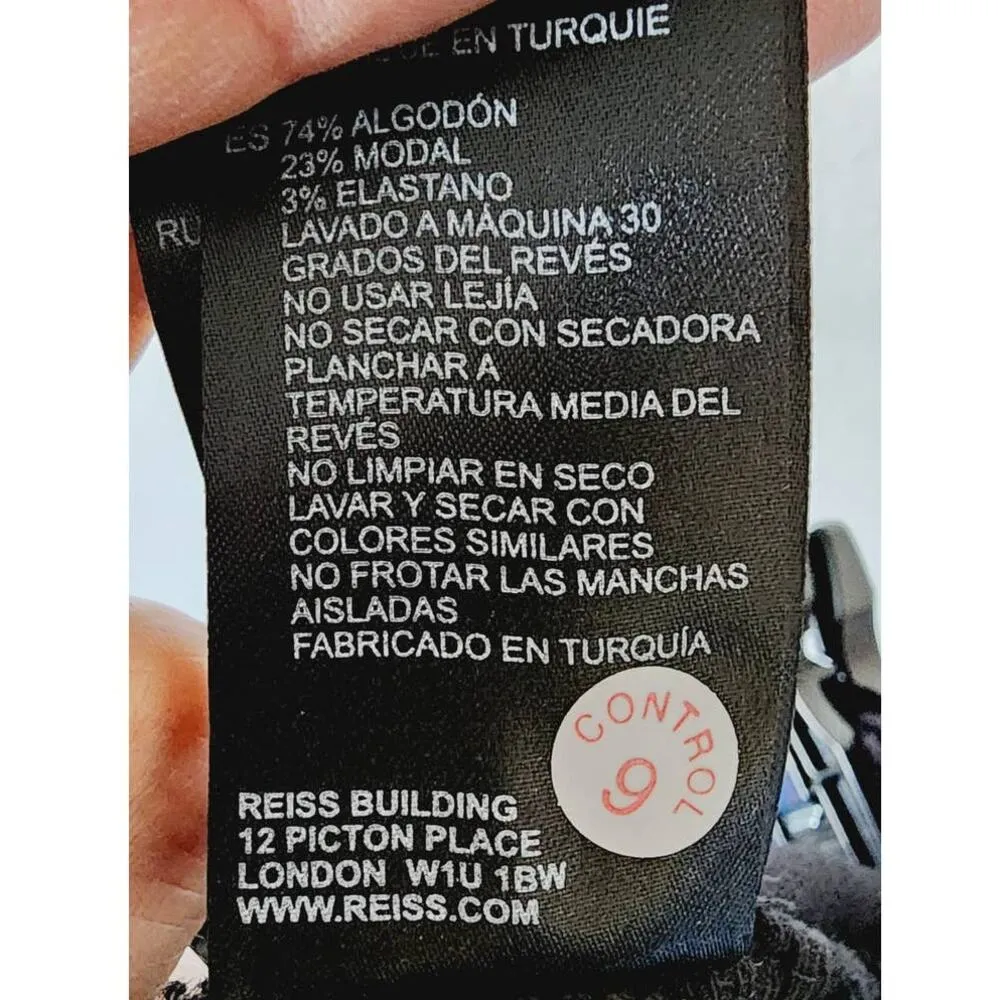 EN TURQUIE
ES 74% ALGODÓN
23% MODAL
3% ELASTANO
LAVADO A MÁQUINA 30
GRADOS DEL REVÉS
NO USAR LEJÍA
NO SECAR CON SECADORA
PLANCHAR A
TEMPERATURA MEDIA DEL
REVÉS
NO LIMPIAR EN SECO
LAVAR Y SECAR CON
COLORES SIMILARES
NO FROTAR LAS MANCHAS
AISLADAS
FABRICADO EN TURQUÍA
RU
CONTROL
9
REISS BUILDING
12 PICTON PLACE
LONDON W1U 1BW
WWW.REISS.COM